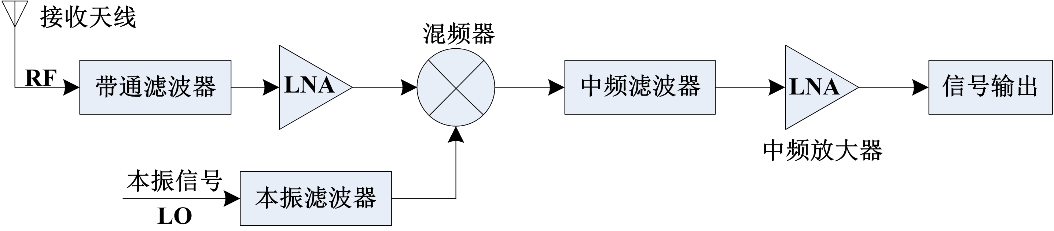 接收天线
RF
带通滤波器
LNA
混频器
中频滤波器
LNA
中频放大器
信号输出
本振信号
LO
本振滤波器